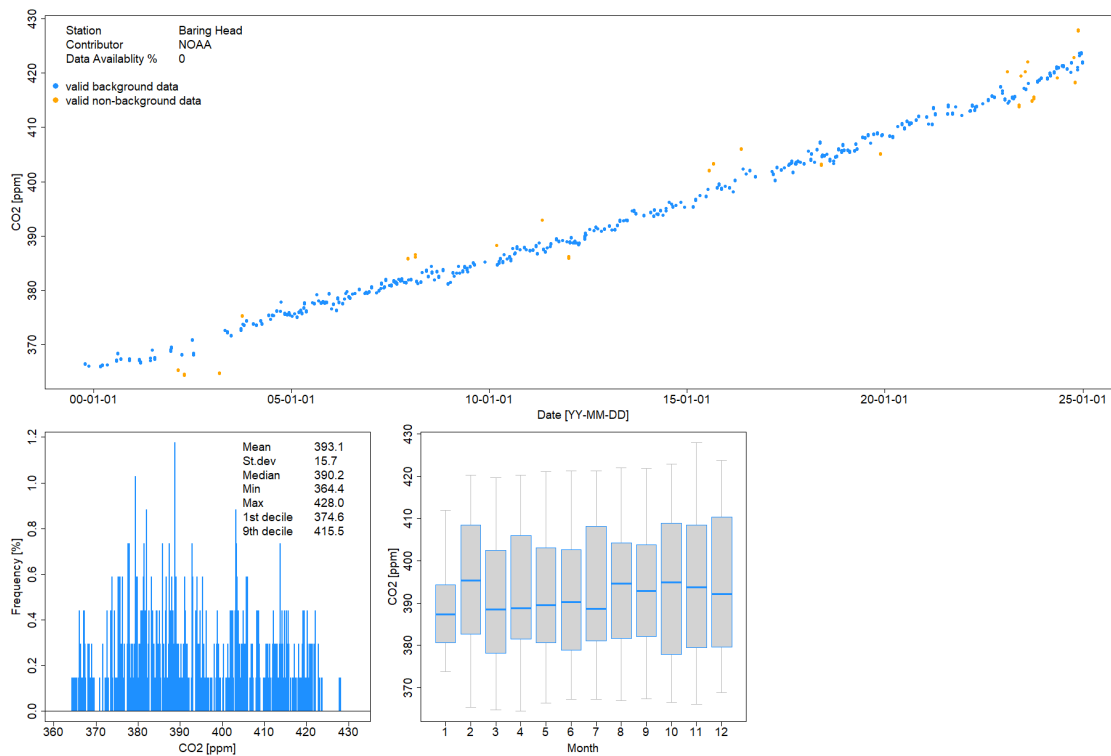 430
420
410
400
390
380
370
CO2 [ppm]
Station Baring Head
Contributor NOAA
Data Availablity % 0
valid background data
valid non-background data
00-01-01 05-01-01 10-01-01 15-01-01 20-01-01 25-01-01
Date [YY-MM-DD]
1.2
1.0
0.8
0.6
0.4
0.2
0.0
Frequency [%]
Mean 393.1
St.dev 15.7
Median 390.2
Min 364.4
Max 428.0
1st decile 374.6
9th decile 415.5
360 370 380 390 400 410 420 430
CO2 [ppm]
430
420
410
400
390
380
370
CO2 [ppm]
1 2 3 4 5 6 7 8 9 10 11 12
Month